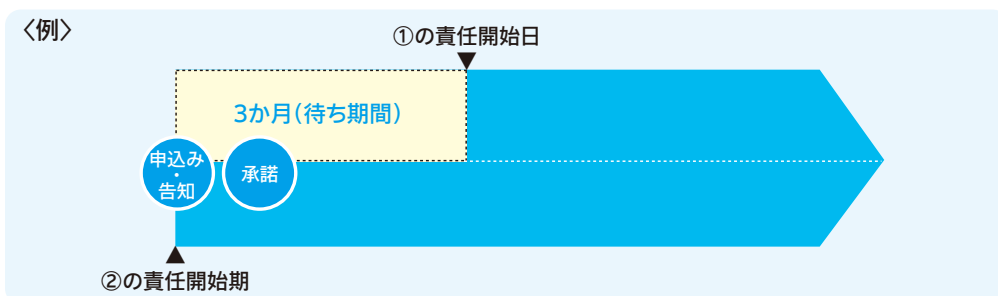 〈例〉
①の責任開始日
3か月（待ち期間）
申込み
・
告知
承諾
②の責任開始期